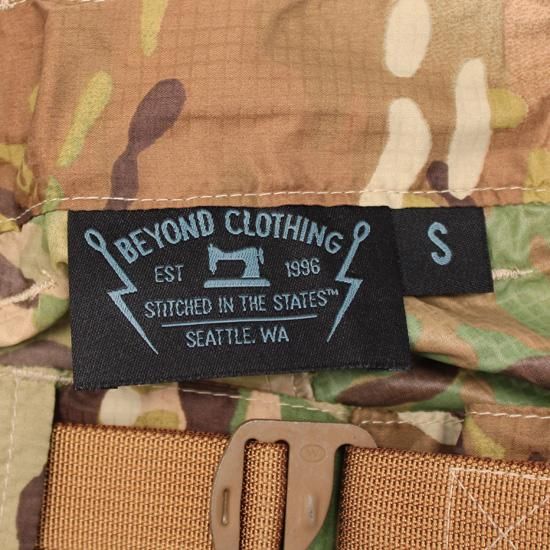 BEYOND CLOTHING
EST 1996
STITCHED IN THE STATES™
SEATTLE, WA
S
W